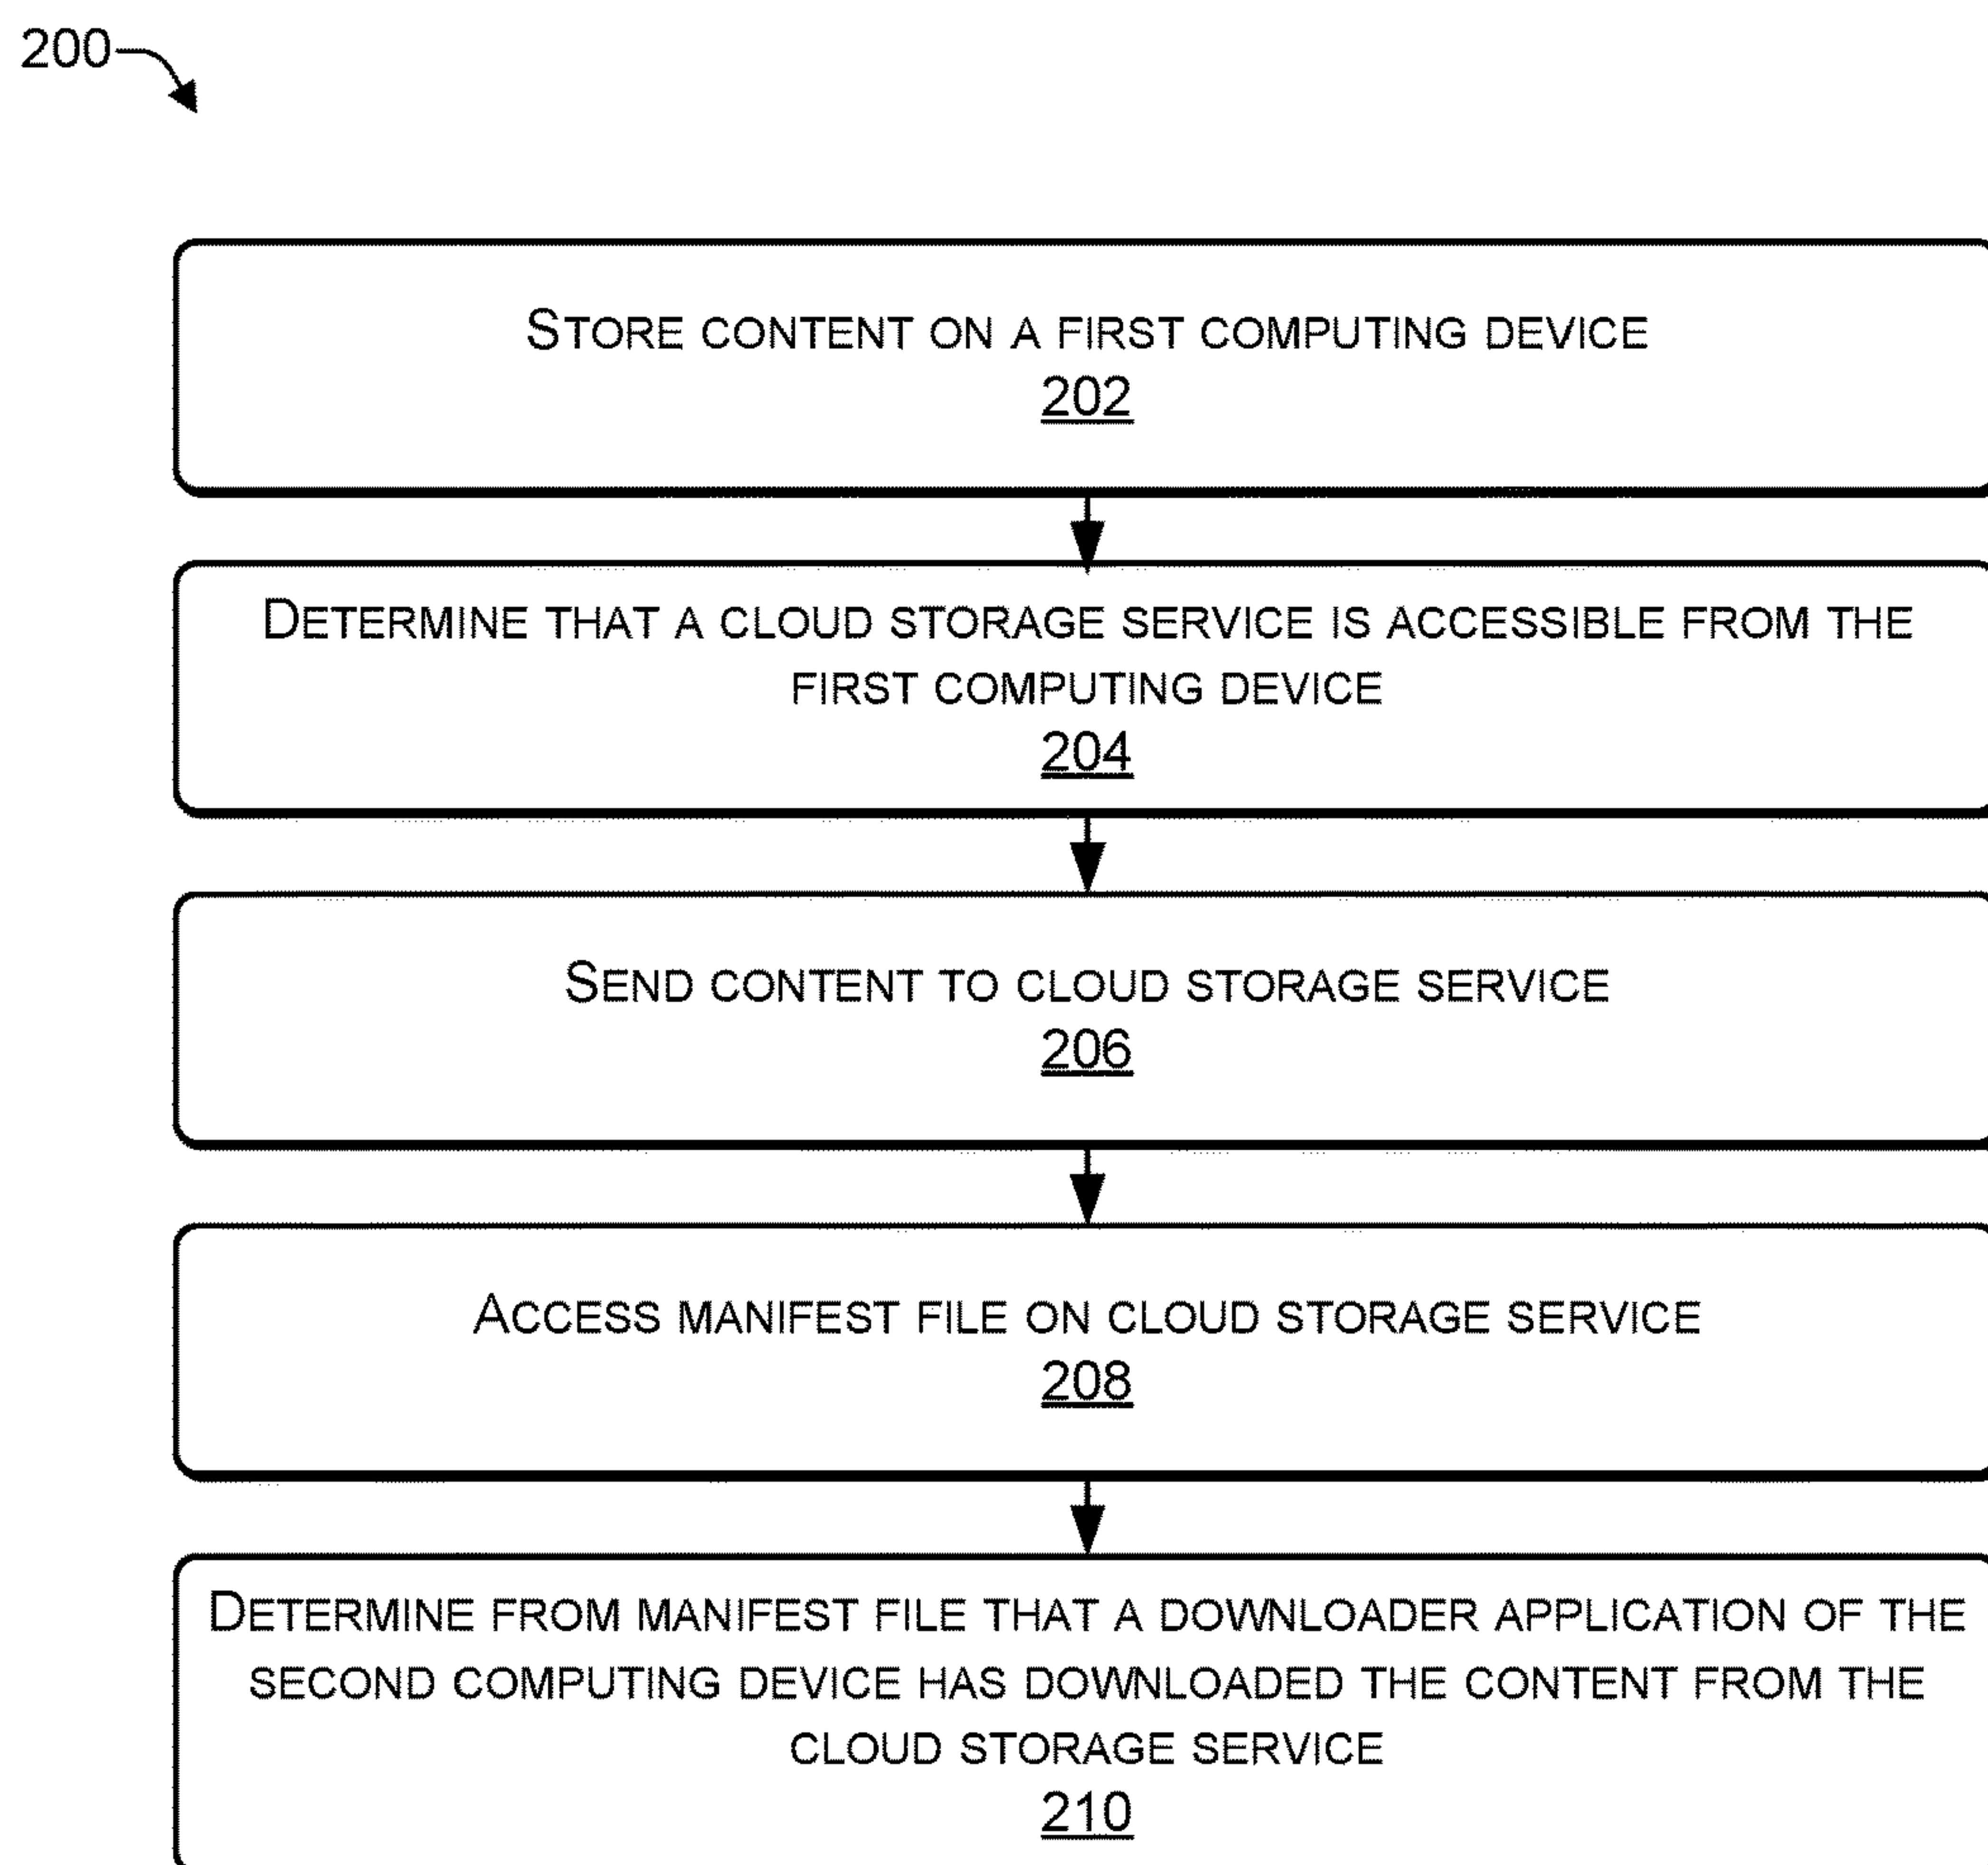 200
STORE CONTENT ON A FIRST COMPUTING DEVICE
202
DETERMINE THAT A CLOUD STORAGE SERVICE IS ACCESSIBLE FROM THE
FIRST COMPUTING DEVICE
204
SEND CONTENT TO CLOUD STORAGE SERVICE
206
ACCESS MANIFEST FILE ON CLOUD STORAGE SERVICE
208
DETERMINE FROM MANIFEST FILE THAT A DOWNLOADER APPLICATION OF THE
SECOND COMPUTING DEVICE HAS DOWNLOADED THE CONTENT FROM THE
CLOUD STORAGE SERVICE
210